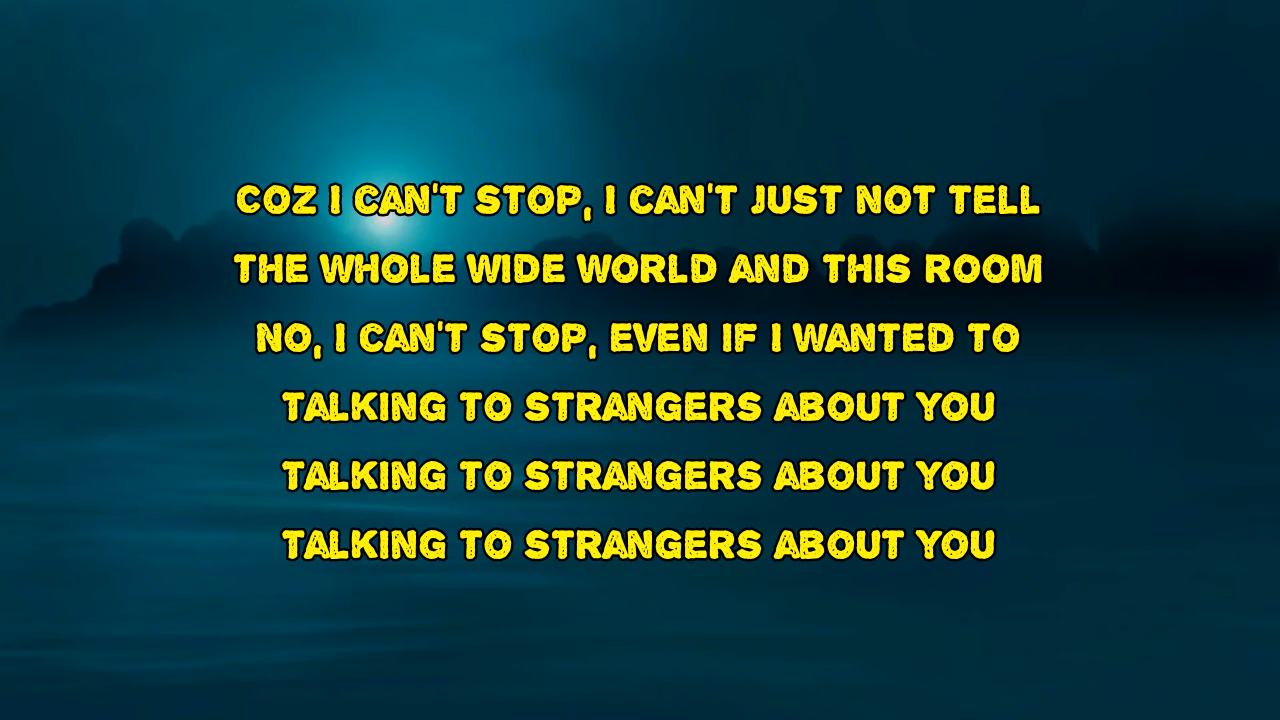 COZ I CAN'T STOP, I CAN'T JUST NOT TELL
THE WHOLE WIDE WORLD AND THIS ROOM
NO, I CAN'T STOP, EVEN IF I WANTED TO
TALKING TO STRANGERS ABOUT YOU
TALKING TO STRANGERS ABOUT YOU
TALKING TO STRANGERS ABOUT YOU